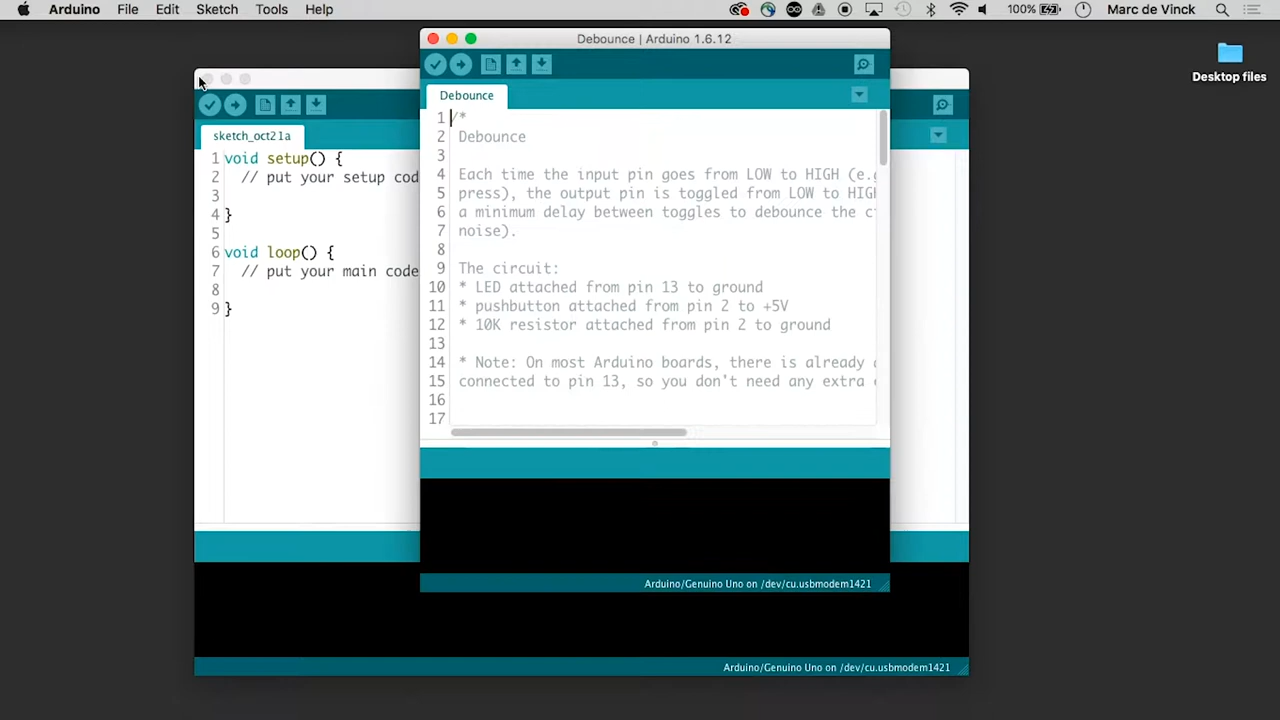 Arduino File Edit Sketch Tools Help 100% Marc de Vinck
Desktop files
sketch_oct21a
1 void setup() {
2 // put your setup cod
3
4 }
5
6 void loop() {
7 // put your main code
8
9 }
Arduino/Genuino Uno on /dev/cu.usbmodem1421
Debounce | Arduino 1.6.12
Debounce
1 /*
2 Debounce
3
4 Each time the input pin goes from LOW to HIGH (e.g
5 press), the output pin is toggled from LOW to HIGH
6 a minimum delay between toggles to debounce the ci
7 noise).
8
9 The circuit:
10 * LED attached from pin 13 to ground
11 * pushbutton attached from pin 2 to +5V
12 * 10K resistor attached from pin 2 to ground
13
14 * Note: On most Arduino boards, there is already
15 connected to pin 13, so you don't need any extra
16
17
Arduino/Genuino Uno on /dev/cu.usbmodem1421